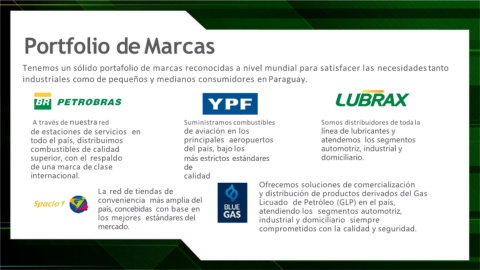 Portfolio de Marcas
Tenemos un sólido portafolio de marcas reconocidas a nivel mundial para satisfacer las necesidades tanto
industriales como de pequeños y medianos consumidores en Paraguay.
BR PETROBRAS
A través de nuestra red
de estaciones de servicios en
todo el país, distribuimos
combustibles de calidad
superior, con el respaldo
de una marca de clase
internacional.
YPF
Suministramos combustibles
de aviación en los
principales aeropuertos
del país, bajo los
más estrictos estándares
de
calidad
LUBRAX
Somos distribuidores de toda la
línea de lubricantes y
atendemos los segmentos
automotriz, industrial y
domiciliario.
Spacio 1
La red de tiendas de
conveniencia más amplia del
país, concebidas con base en
los mejores estándares del
mercado.
BLUE
GAS
Ofrecemos soluciones de comercialización
y distribución de productos derivados del Gas
Licuado de Petróleo (GLP) en el país,
atendiendo los segmentos automotriz,
industrial y domiciliario siempre
comprometidos con la calidad y seguridad.